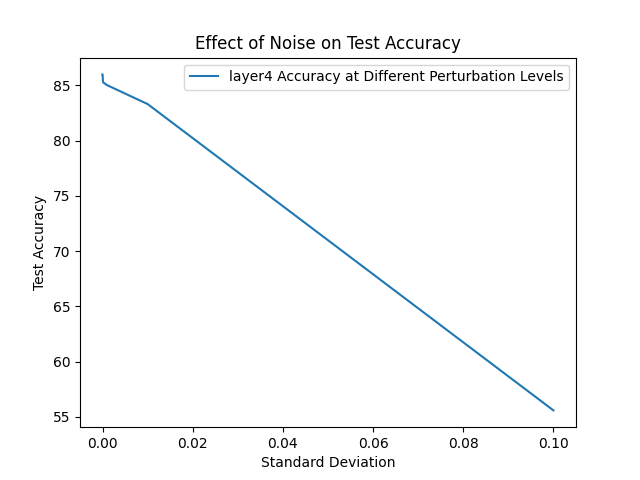 Effect of Noise on Test Accuracy
layer4 Accuracy at Different Perturbation Levels
Test Accuracy
85
80
75
70
65
60
55
0.00 0.02 0.04 0.06 0.08 0.10
Standard Deviation